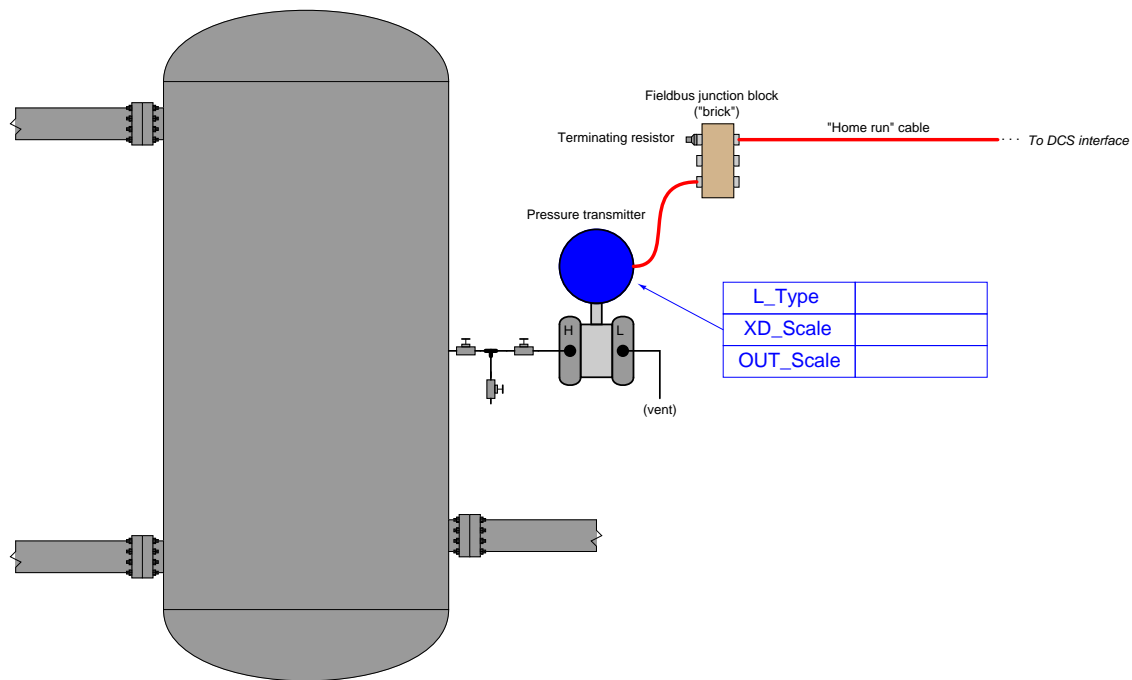 Fieldbus junction block
("brick")
Terminating resistor
"Home run" cable
To DCS interface
Pressure transmitter
H
L
(vent)
L_Type
XD_Scale
OUT_Scale